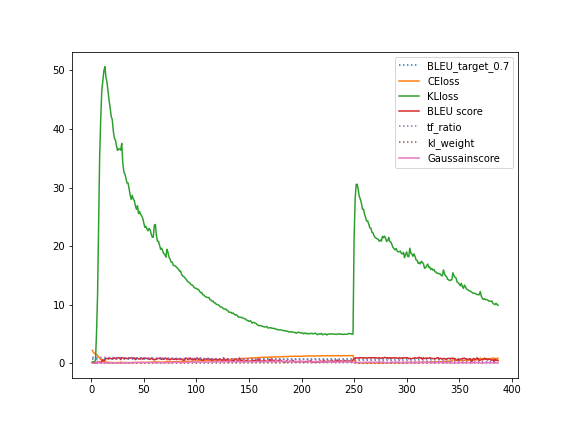 50
40
30
20
10
0
0 50 100 150 200 250 300 350 400
BLEU_target_0.7
CEloss
KLloss
BLEU score
tf_ratio
kl_weight
Gaussainscore